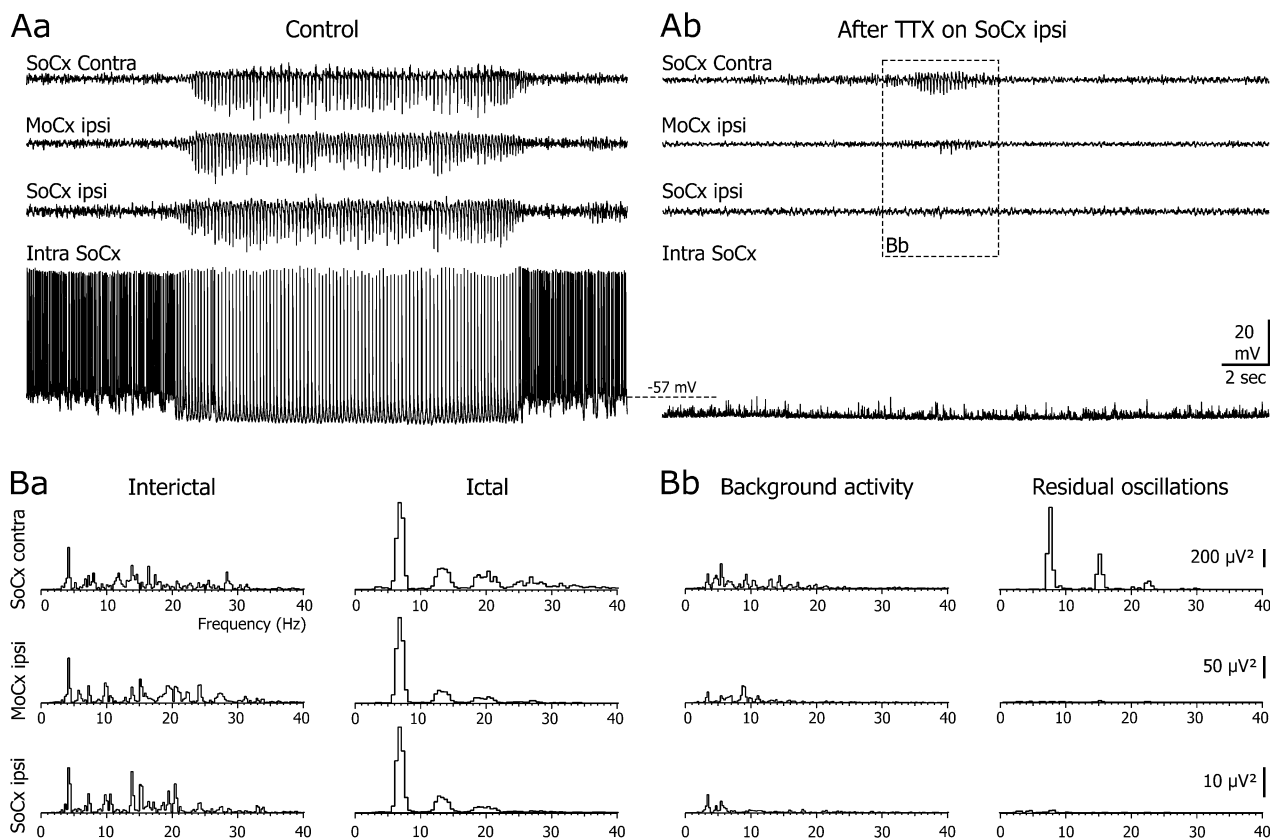 Aa Control
SoCx Contra
MoCx ipsi
SoCx ipsi
Intra SoCx
-57 mV
Ab After TTX on SoCx ipsi
SoCx Contra
MoCx ipsi
SoCx ipsi
Bb
Intra SoCx
20
mV
2 sec
Ba Interictal Ictal
SoCx contra
0 10 20 30 40 0 10 20 30 40
Frequency (Hz)
MoCx ipsi
0 10 20 30 40 0 10 20 30 40
SoCx ipsi
0 10 20 30 40 0 10 20 30 40
Bb Background activity Residual oscillations
200 µV²
0 10 20 30 40 0 10 20 30 40
50 µV²
0 10 20 30 40 0 10 20 30 40
10 µV²
0 10 20 30 40 0 10 20 30 40